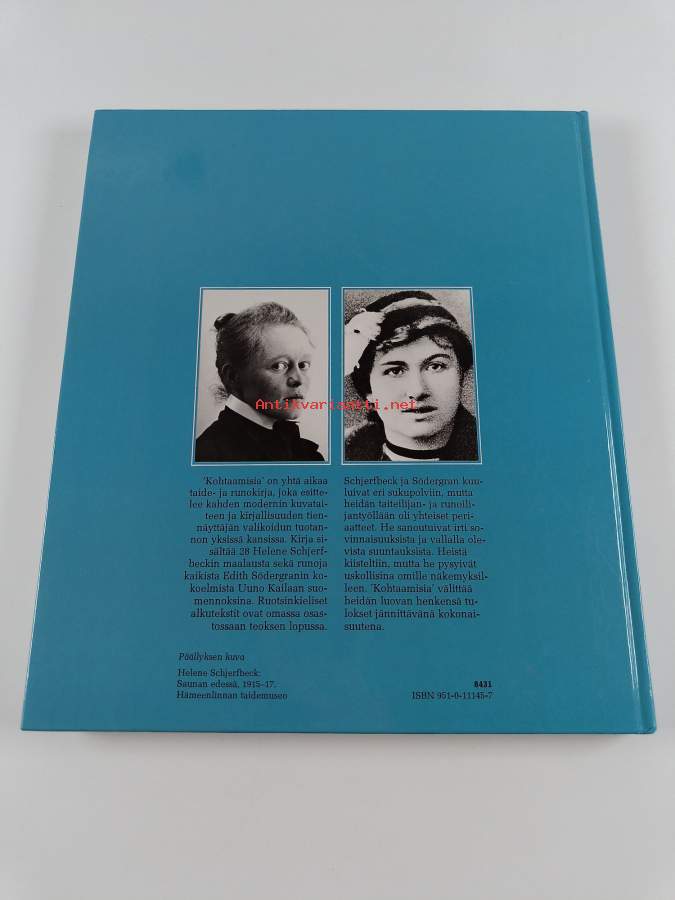 Antikvariantti.net
'Kohtaamisia' on yhtä aikaa
taide- ja runokirja, joka esitte-
lee kahden modernin kuvatai-
teen ja kirjallisuuden tien-
näyttäjän valikoidun tuotan-
non yksissä kansissa. Kirja si-
sältää 28 Helene Schjerf-
beckin maalausta sekä runoja
kaikista Edith Södergranin ko-
koelmista Uuno Kailaan suo-
mennoksina. Ruotsinkieliset
alkutekstit ovat omassa osas-
tossaan teoksen lopussa.
Schjerfbeck ja Södergran kuu-
luivat eri sukupolviin, mutta
heidän taiteilijan- ja runoili-
jantyöllään oli yhteiset peri-
aatteet. He sanoutuivat irti so-
vinnaisuuksista ja vallalla ole-
vista suuntauksista. Heistä
kiisteltiin, mutta he pysyivät
uskollisina omille näkemyksil-
leen. 'Kohtaamisia' välittää
heidän luovan henkensä tu-
lokset jännittävänä kokonai-
suutena.
Päällyksen kuva
Helene Schjerfbeck:
Saunan edessä, 1915–17.
Hämeenlinnan taidemuseo
8431
ISBN 951-0-11145-7